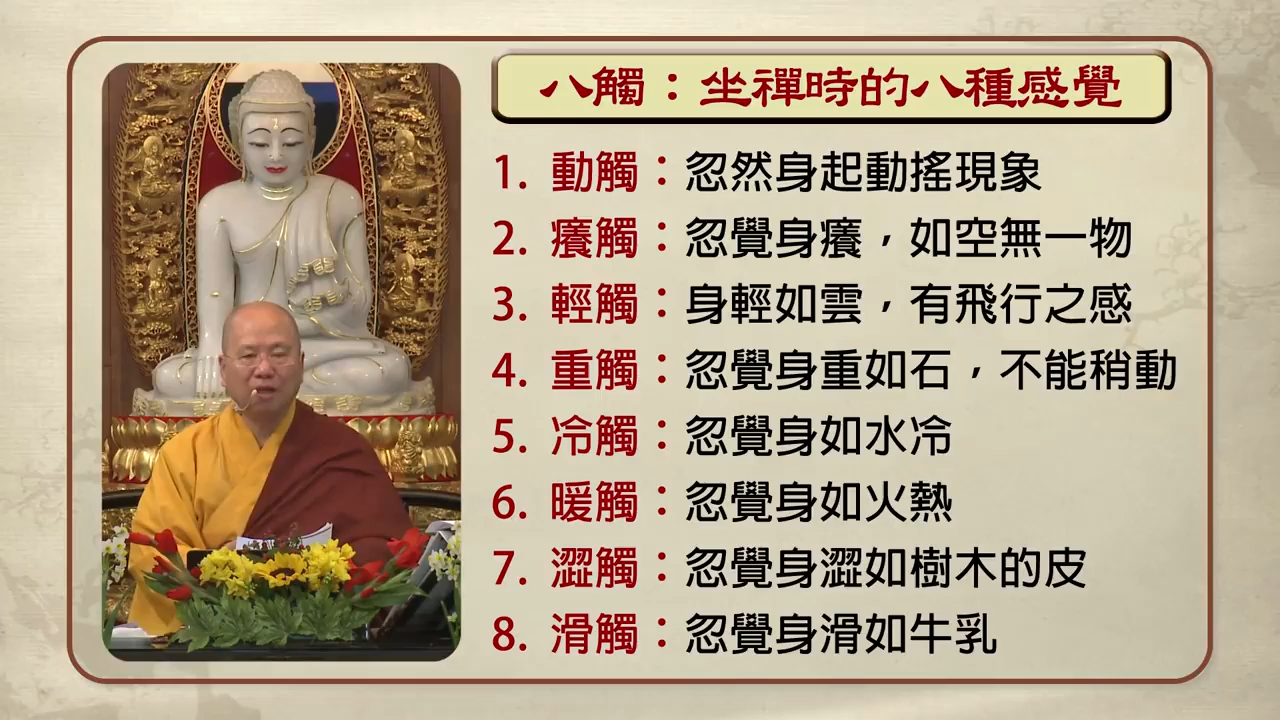 八觸：坐禪時的八種感覺
1. 動觸：忽然身起動搖現象
2. 癢觸：忽覺身癢，如空無一物
3. 輕觸：身輕如雲，有飛行之感
4. 重觸：忽覺身重如石，不能稍動
5. 冷觸：忽覺身如水冷
6. 暖觸：忽覺身如火熱
7. 澀觸：忽覺身澀如樹木的皮
8. 滑觸：忽覺身滑如牛乳